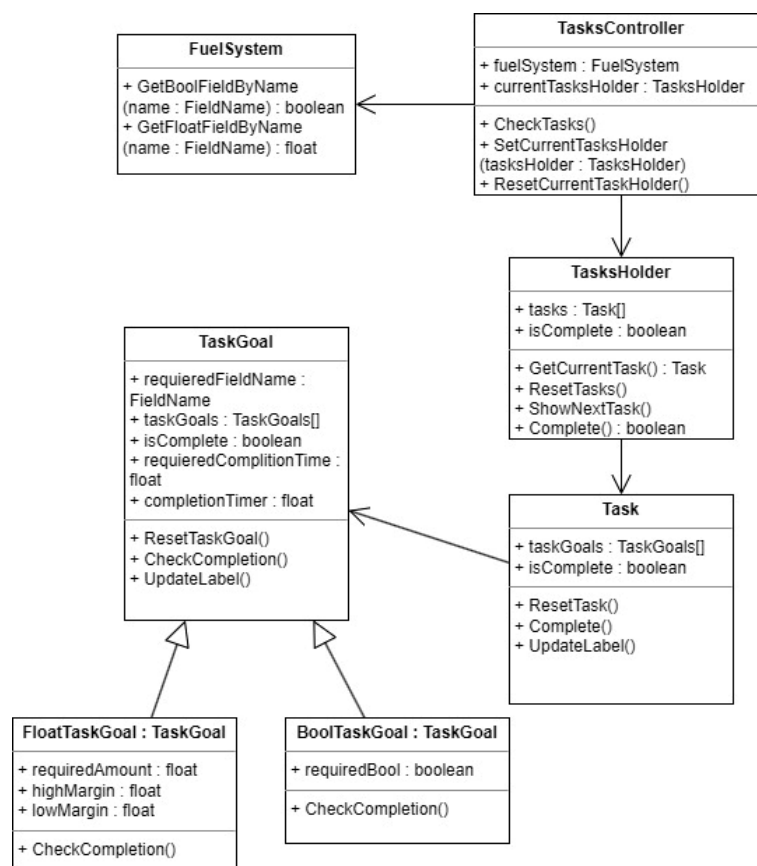 FuelSystem
+ GetBoolFieldByName
(name : FieldName) : boolean
+ GetFloatFieldByName
(name : FieldName) : float
TasksController
+ fuelSystem : FuelSystem
+ currentTasksHolder : TasksHolder
+ CheckTasks()
+ SetCurrentTasksHolder
(tasksHolder : TasksHolder)
+ ResetCurrentTaskHolder()
TasksHolder
+ tasks : Task[]
+ isComplete : boolean
+ GetCurrentTask() : Task
+ ResetTasks()
+ ShowNextTask()
+ Complete() : boolean
TaskGoal
+ requieredFieldName :
FieldName
+ taskGoals : TaskGoals[]
+ isComplete : boolean
+ requieredComplitionTime :
float
+ completionTimer : float
+ ResetTaskGoal()
+ CheckCompletion()
+ UpdateLabel()
Task
+ taskGoals : TaskGoals[]
+ isComplete : boolean
+ ResetTask()
+ Complete()
+ UpdateLabel()
FloatTaskGoal : TaskGoal
+ requiredAmount : float
+ highMargin : float
+ lowMargin : float
+ CheckCompletion()
BoolTaskGoal : TaskGoal
+ requiredBool : boolean
+ CheckCompletion()